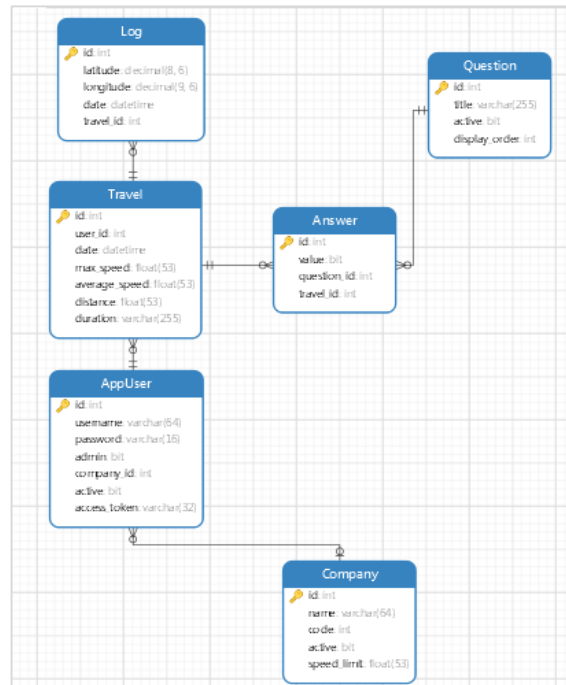 Log
id: int
latitude: decimal(8, 6)
longitude: decimal(9, 6)
date: datetime
travel_id: int
Question
id: int
title: varchar(255)
active: bit
display_order: int
Travel
id: int
user_id: int
date: datetime
max_speed: float(53)
average_speed: float(53)
distance: float(53)
duration: varchar(255)
Answer
id: int
value: bit
question_id: int
travel_id: int
AppUser
id: int
username: varchar(64)
password: varchar(16)
admin: bit
company_id: int
active: bit
access_token: varchar(32)
Company
id: int
name: varchar(64)
code: int
active: bit
speed_limit: float(53)